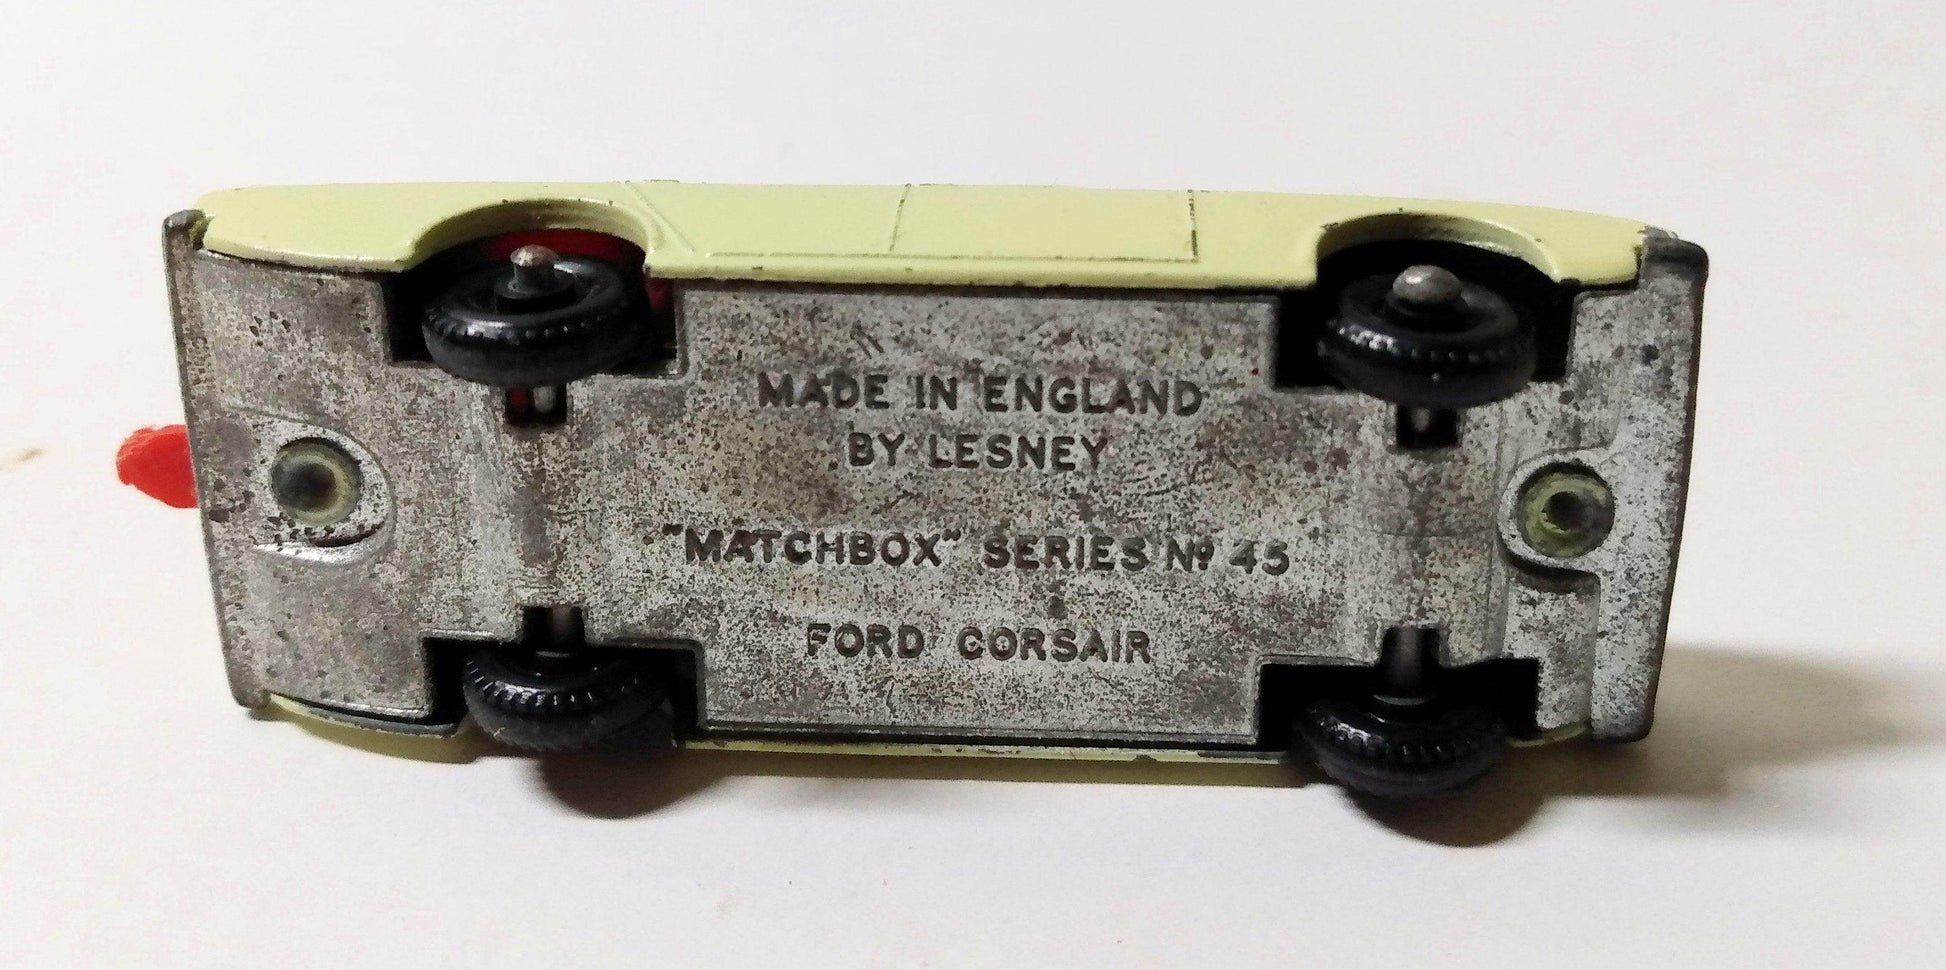 MADE IN ENGLAND
BY LESNEY
"MATCHBOX" SERIES Nº 45
FORD CORSAIR